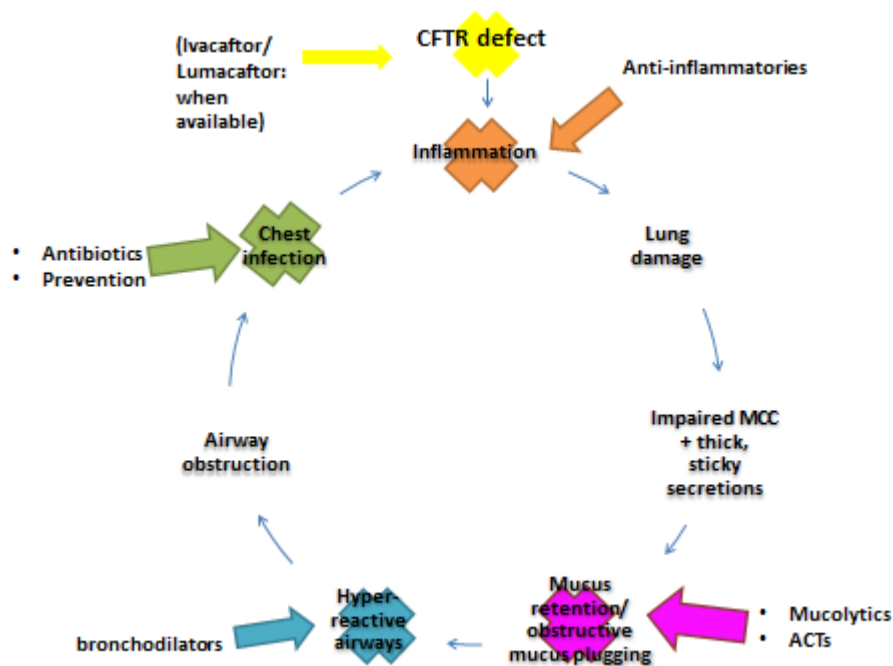 CFTR defect
(Ivacaftor/
Lumacaftor:
when
available)
Anti-inflammatories
Inflammation
Lung
damage
Impaired MCC
+ thick,
sticky
secretions
Mucus
retention/
obstructive
mucus plugging
• Mucolytics
• ACTs
Hyper-
reactive
airways
bronchodilators
Airway
obstruction
Chest
infection
• Antibiotics
• Prevention